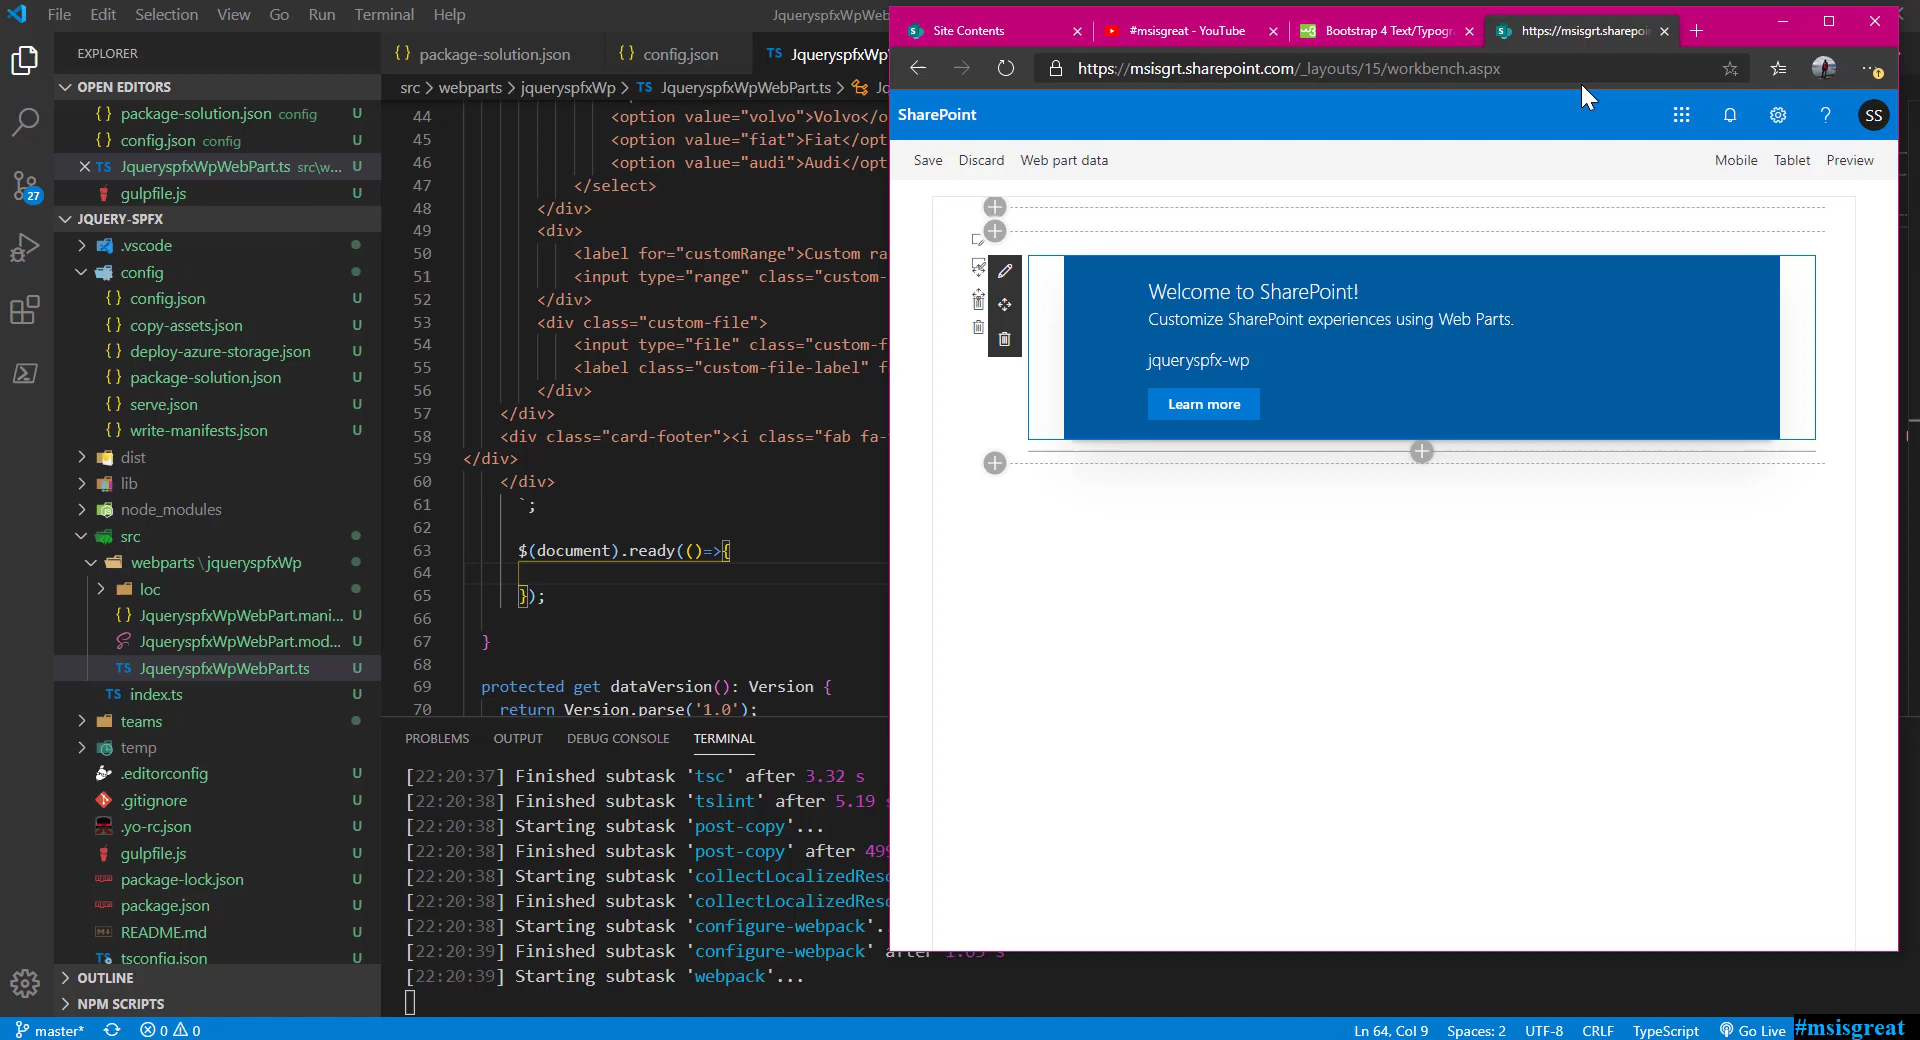 File Edit Selection View Go Run Terminal Help
JqueryspfxWpWeb
EXPLORER
OPEN EDITORS
package-solution.json config U
config.json config U
TS JqueryspfxWpWebPart.ts src\w... U
gulpfile.js U
27
JQUERY-SPFX
.vscode
config
config.json U
copy-assets.json U
deploy-azure-storage.json U
package-solution.json U
serve.json U
write-manifests.json U
dist
lib
node_modules
src
webparts \ jqueryspfxWp
loc
JqueryspfxWpWebPart.mani... U
JqueryspfxWpWebPart.mod... U
TS JqueryspfxWpWebPart.ts U
TS index.ts U
teams
temp
.editorconfig U
.gitignore U
.yo-rc.json U
gulpfile.js U
package-lock.json U
package.json U
README.md U
tsconfig.json U
OUTLINE
NPM SCRIPTS
package-solution.json config.json TS JqueryspfxWp
src > webparts > jqueryspfxWp > TS JqueryspfxWpWebPart.ts >
44 <option value="volvo">Volvo</o
45 <option value="fiat">Fiat</opt
46 <option value="audi">Audi</opt
47 </select>
48 </div>
49 <div>
50 <label for="customRange">Custom ra
51 <input type="range" class="custom-
52 </div>
53 <div class="custom-file">
54 <input type="file" class="custom-f
55 <label class="custom-file-label" f
56 </div>
57 </div>
58 <div class="card-footer"><i class="fab fa-
59 </div>
60 </div>
61 `;
62
63 $(document).ready(()=>{
64
65 });
66
67 }
68
69 protected get dataVersion(): Version {
70 return Version.parse('1.0');
PROBLEMS OUTPUT DEBUG CONSOLE TERMINAL
[22:20:37] Finished subtask 'tsc' after 3.32 s
[22:20:38] Finished subtask 'tslint' after 5.19 s
[22:20:38] Starting subtask 'post-copy'...
[22:20:38] Finished subtask 'post-copy' after 499
[22:20:38] Starting subtask 'collectLocalizedReso
[22:20:38] Finished subtask 'collectLocalizedReso
[22:20:38] Starting subtask 'configure-webpack'..
[22:20:39] Finished subtask 'configure-webpack' after 1.05 s
[22:20:39] Starting subtask 'webpack'...
Site Contents
#msisgreat - YouTube
Bootstrap 4 Text/Typogr
https://msisgrt.sharepoi
https://msisgrt.sharepoint.com/_layouts/15/workbench.aspx
SharePoint
? SS
Save Discard Web part data
Mobile Tablet Preview
Welcome to SharePoint!
Customize SharePoint experiences using Web Parts.
jqueryspfx-wp
Learn more
master* 0 0
Ln 64, Col 9 Spaces: 2 UTF-8 CRLF TypeScript Go Live #msisgreat